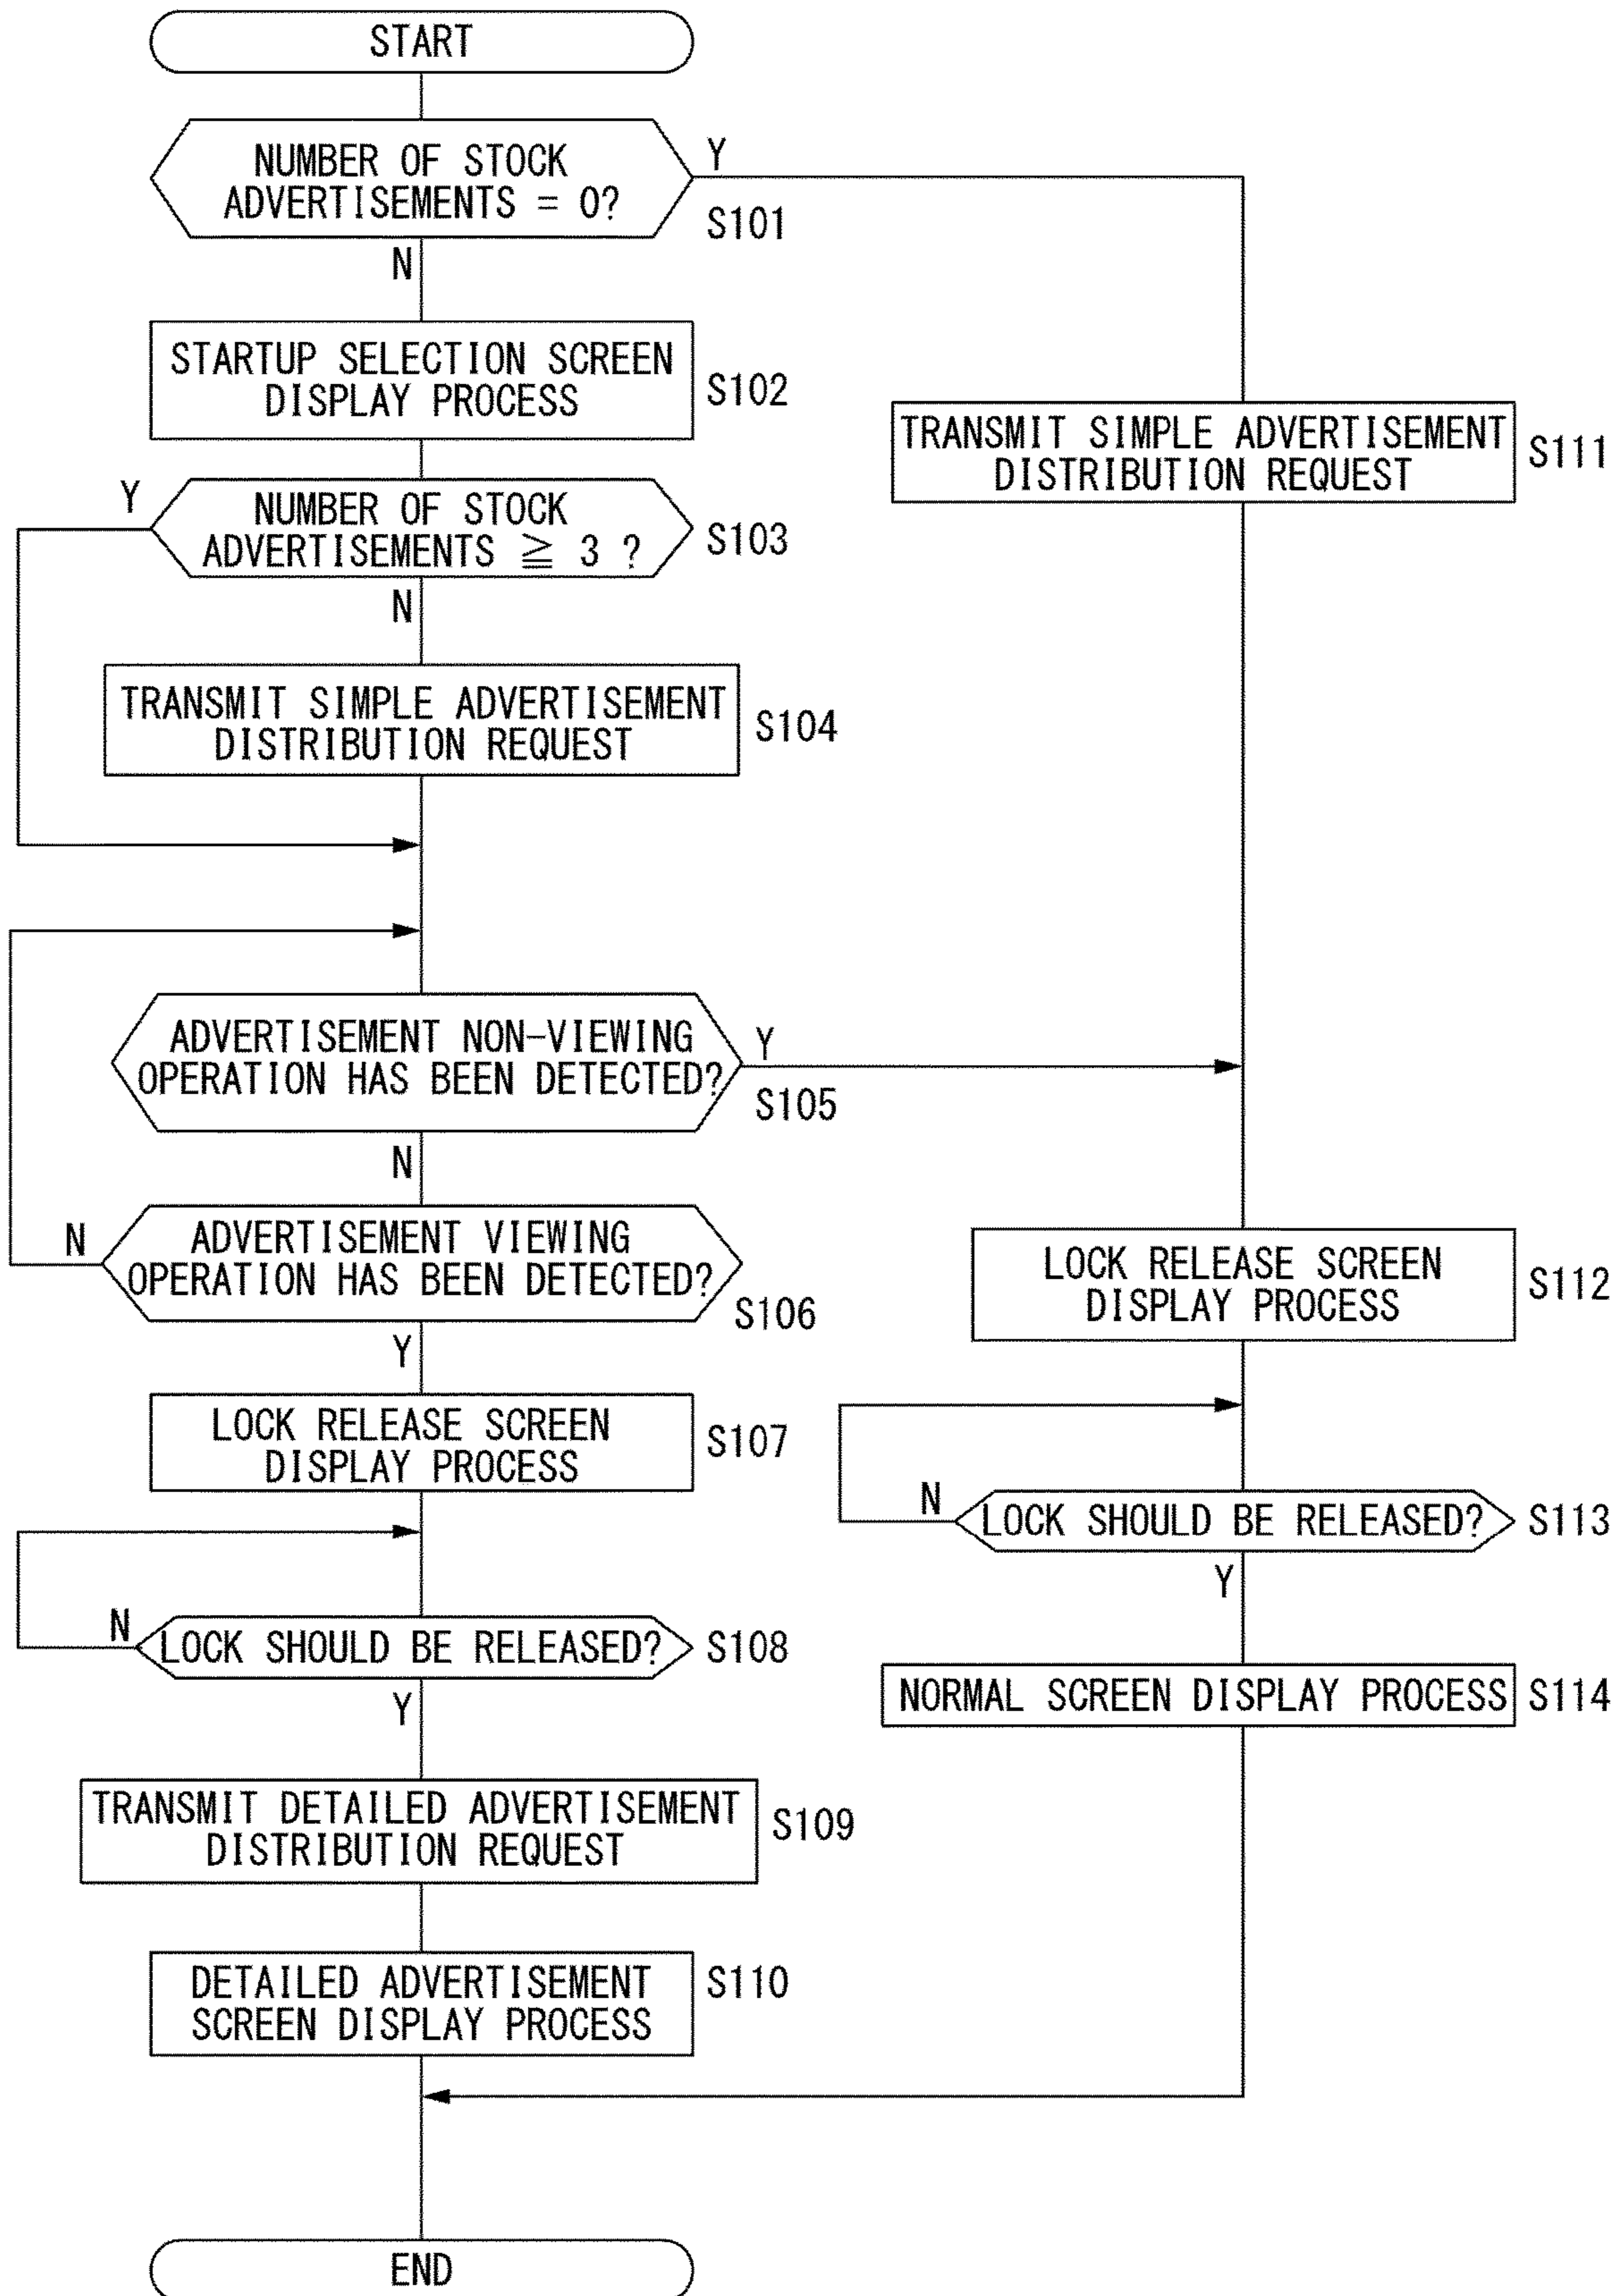 START
NUMBER OF STOCK
ADVERTISEMENTS = 0?
Y
S101
N
STARTUP SELECTION SCREEN
DISPLAY PROCESS
S102
TRANSMIT SIMPLE ADVERTISEMENT
DISTRIBUTION REQUEST
S111
Y
NUMBER OF STOCK
ADVERTISEMENTS ≧ 3 ?
S103
N
TRANSMIT SIMPLE ADVERTISEMENT
DISTRIBUTION REQUEST
S104
ADVERTISEMENT NON-VIEWING
OPERATION HAS BEEN DETECTED?
Y
S105
N
N
ADVERTISEMENT VIEWING
OPERATION HAS BEEN DETECTED?
S106
Y
LOCK RELEASE SCREEN
DISPLAY PROCESS
S112
LOCK RELEASE SCREEN
DISPLAY PROCESS
S107
N
LOCK SHOULD BE RELEASED?
S113
Y
N
LOCK SHOULD BE RELEASED?
S108
Y
NORMAL SCREEN DISPLAY PROCESS
S114
TRANSMIT DETAILED ADVERTISEMENT
DISTRIBUTION REQUEST
S109
DETAILED ADVERTISEMENT
SCREEN DISPLAY PROCESS
S110
END